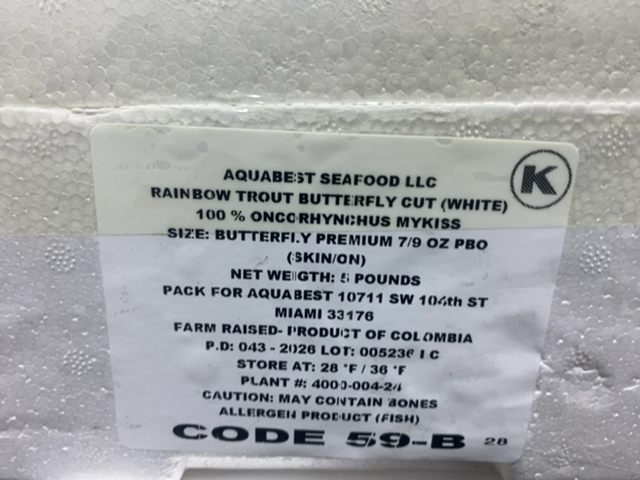 AQUABEST SEAFOOD LLC
K
RAINBOW TROUT BUTTERFLY CUT (WHITE)
100 % ONCORHYNCHUS MYKISS
SIZE: BUTTERFLY PREMIUM 7/9 OZ PBO
(SKIN/ON)
NET WEIGTH: 5 POUNDS
PACK FOR AQUABEST 10711 SW 104th ST
MIAMI 33176
FARM RAISED- PRODUCT OF COLOMBIA
P.D: 043 - 2026 LOT: 005236 I C
STORE AT: 28 °F / 36 °F
PLANT #: 4000-004-24
CAUTION: MAY CONTAIN BONES
ALLERGEN PRODUCT (FISH)
CODE 59-B 28